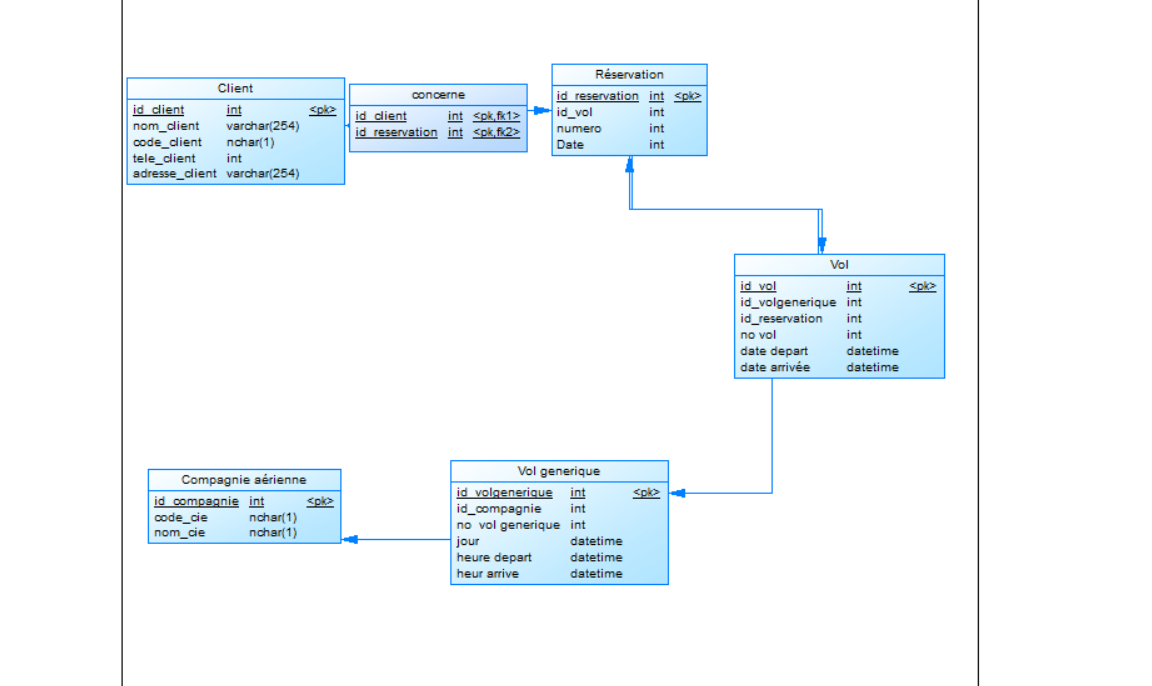 Client
id_client int <pk>
nom_client varchar(254)
code_client nchar(1)
tele_client int
adresse_client varchar(254)
concerne
id_client int <pk,fk1>
id_reservation int <pk,fk2>
Réservation
id_reservation int <pk>
id_vol int
numero int
Date int
Vol
id_vol int <pk>
id_volgenerique int
id_reservation int
no vol int
date depart datetime
date arrivée datetime
Compagnie aérienne
id_compagnie int <pk>
code_cie nchar(1)
nom_cie nchar(1)
Vol generique
id_volgenerique int <pk>
id_compagnie int
no vol generique int
jour datetime
heure depart datetime
heur arrive datetime